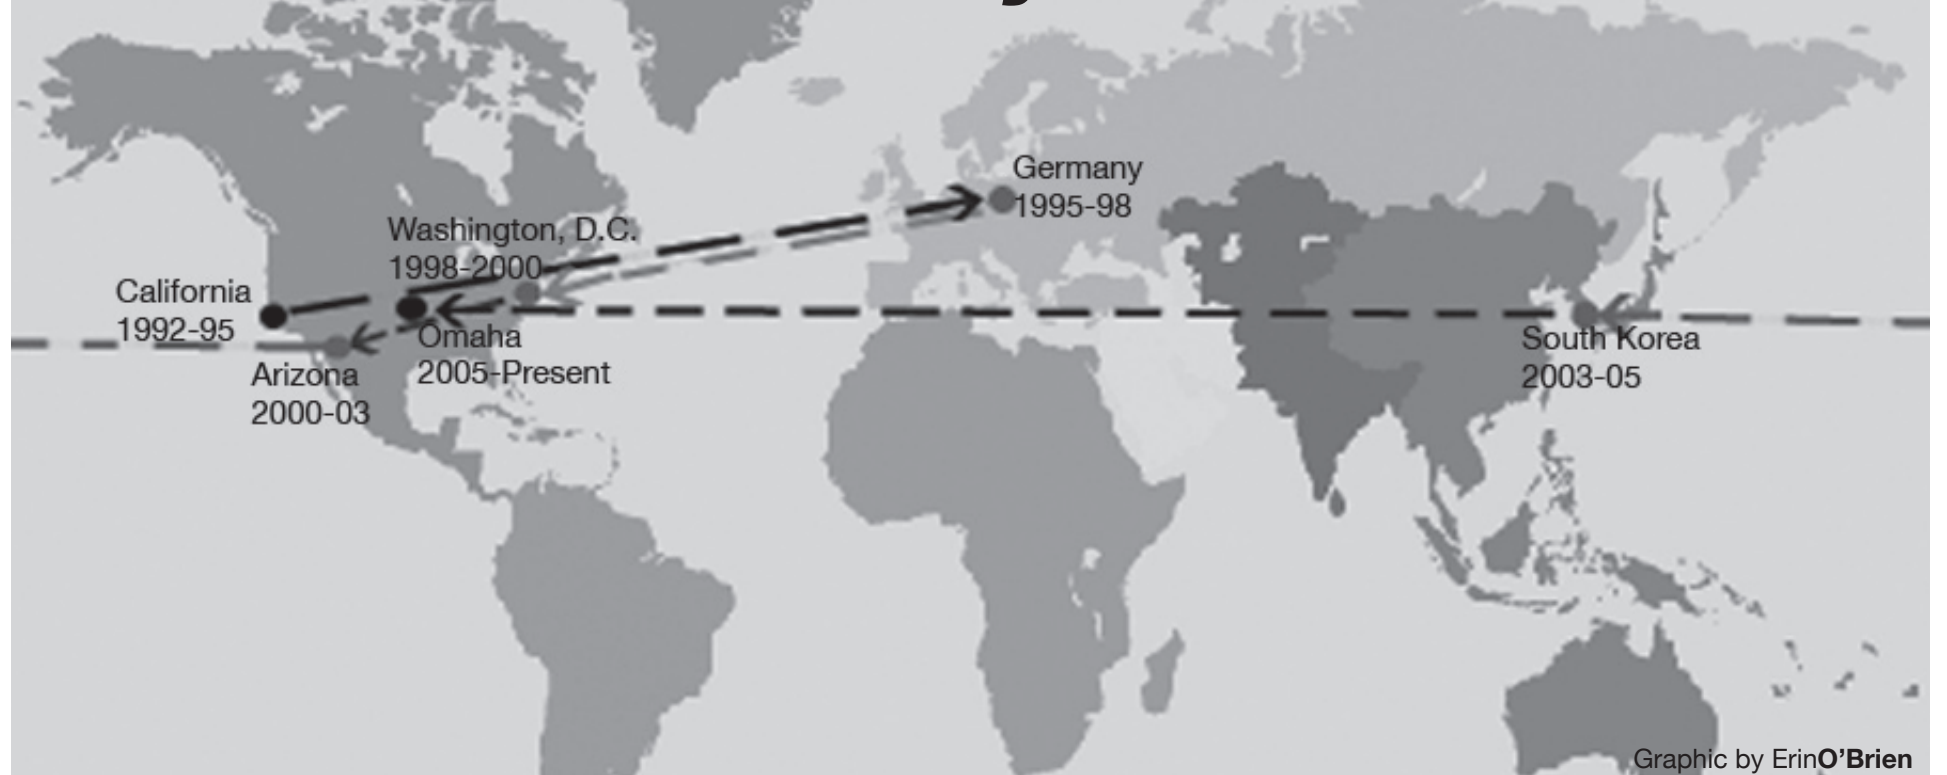 Germany
1995-98
Washington, D.C.
1998-2000
California
1992-95
Omaha
2005-Present
South Korea
2003-05
Arizona
2000-03
Graphic by ErinO’Brien